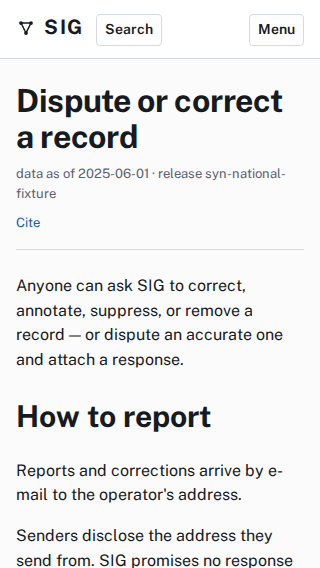 SIG
Search
Menu
Dispute or correct
a record
data as of 2025-06-01 · release syn-national-
fixture
Cite
Anyone can ask SIG to correct,
annotate, suppress, or remove a
record — or dispute an accurate one
and attach a response.
How to report
Reports and corrections arrive by e-
mail to the operator's address.
Senders disclose the address they
send from. SIG promises no response